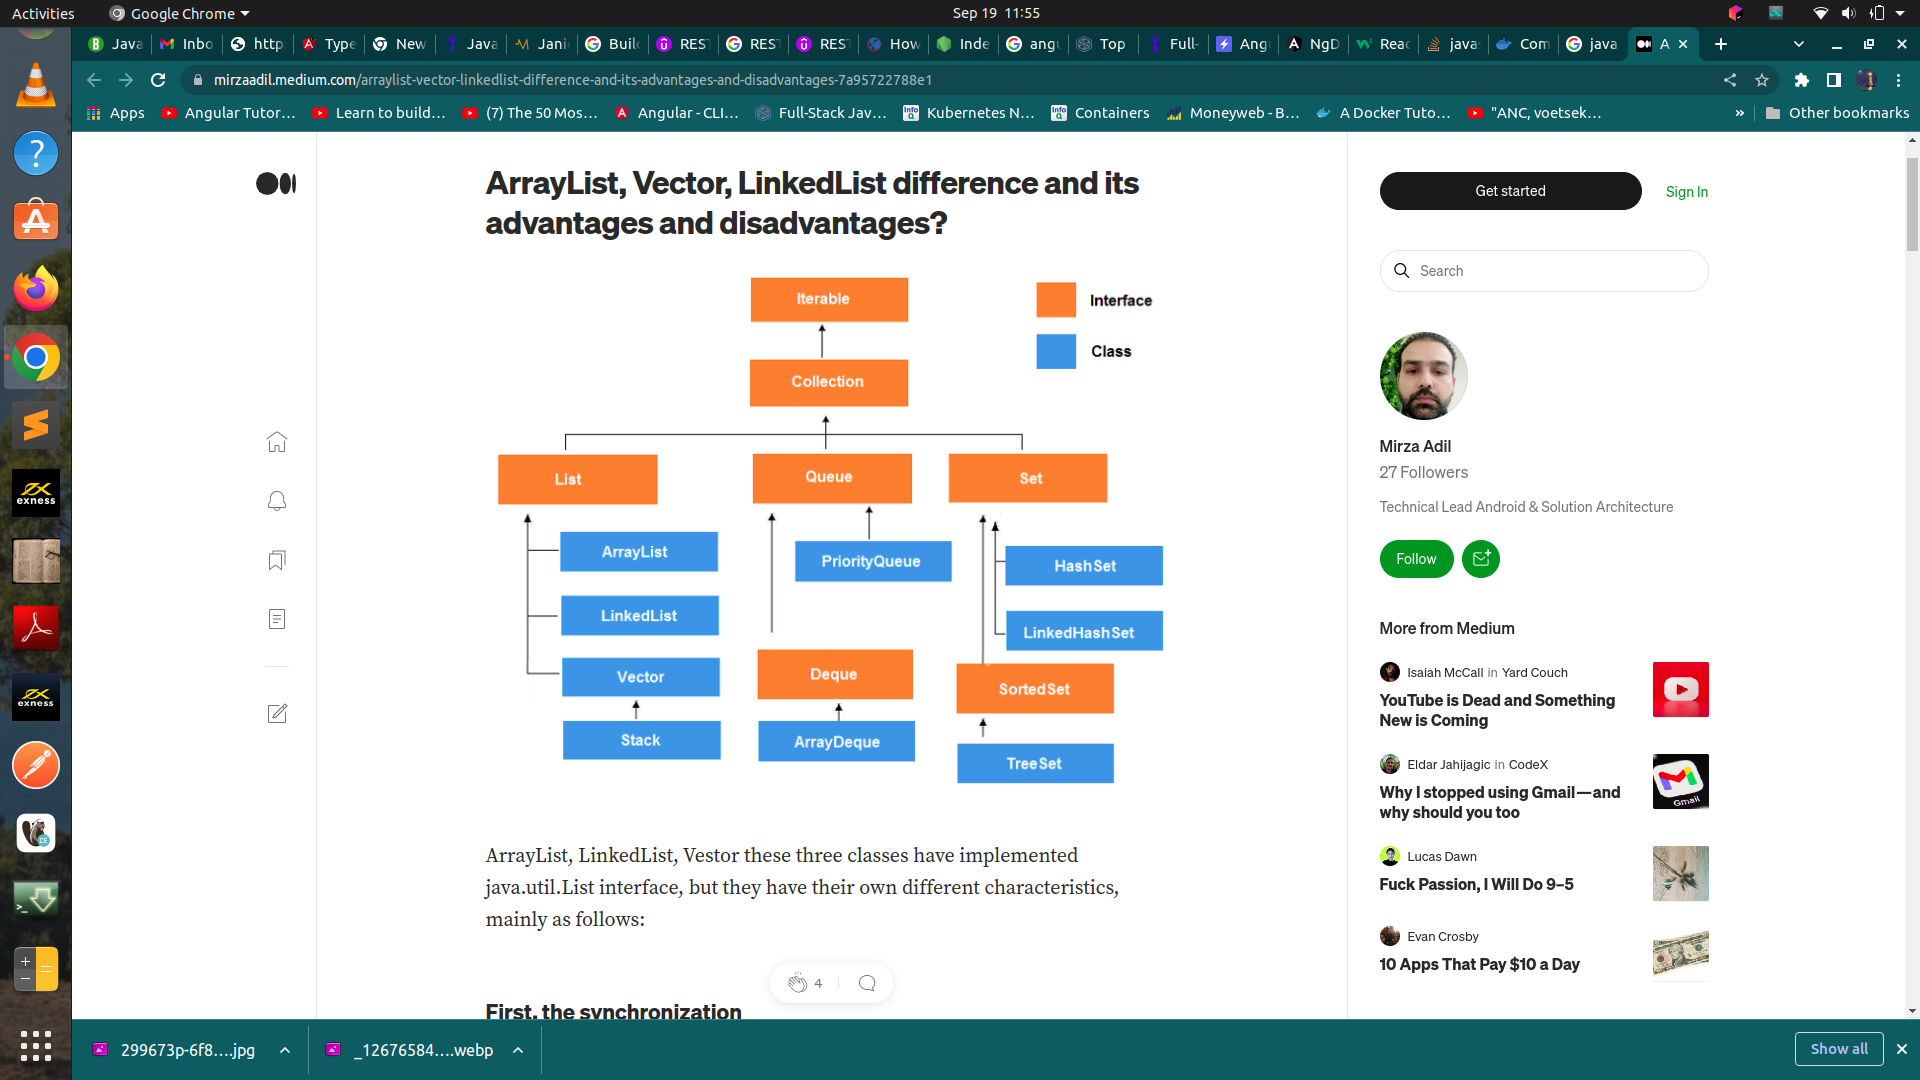 Activities
Google Chrome
Sep 19 11:55
Java
Inbo
http
Type
New
Java
Jani
Buil
REST
REST
REST
How
Inde
angu
Top
Full-
Angu
NgD
Reac
java
Com
java
A
mirzaadil.medium.com/arraylist-vector-linkedlist-difference-and-its-advantages-and-disadvantages-7a95722788e1
Apps
Angular Tutor...
Learn to build...
(7) The 50 Mos...
Angular - CLI...
Full-Stack Jav...
Kubernetes N...
Containers
Moneyweb - B...
A Docker Tuto...
"ANC, voetsek...
»
Other bookmarks
ArrayList, Vector, LinkedList difference and its
advantages and disadvantages?
Iterable
Interface
Class
Collection
List
Queue
Set
ArrayList
PriorityQueue
HashSet
LinkedList
LinkedHashSet
Vector
Deque
SortedSet
Stack
ArrayDeque
TreeSet
ArrayList, LinkedList, Vestor these three classes have implemented
java.util.List interface, but they have their own different characteristics,
mainly as follows:
4
First, the synchronization
Get started
Sign In
Search
Mirza Adil
27 Followers
Technical Lead Android & Solution Architecture
Follow
More from Medium
Isaiah McCall in Yard Couch
YouTube is Dead and Something
New is Coming
Eldar Jahijagic in CodeX
Why I stopped using Gmail—and
why should you too
Gmail
Lucas Dawn
Fuck Passion, I Will Do 9–5
Evan Crosby
10 Apps That Pay $10 a Day
exness
exness
CE
299673p-6f8....jpg
_12676584....webp
Show all